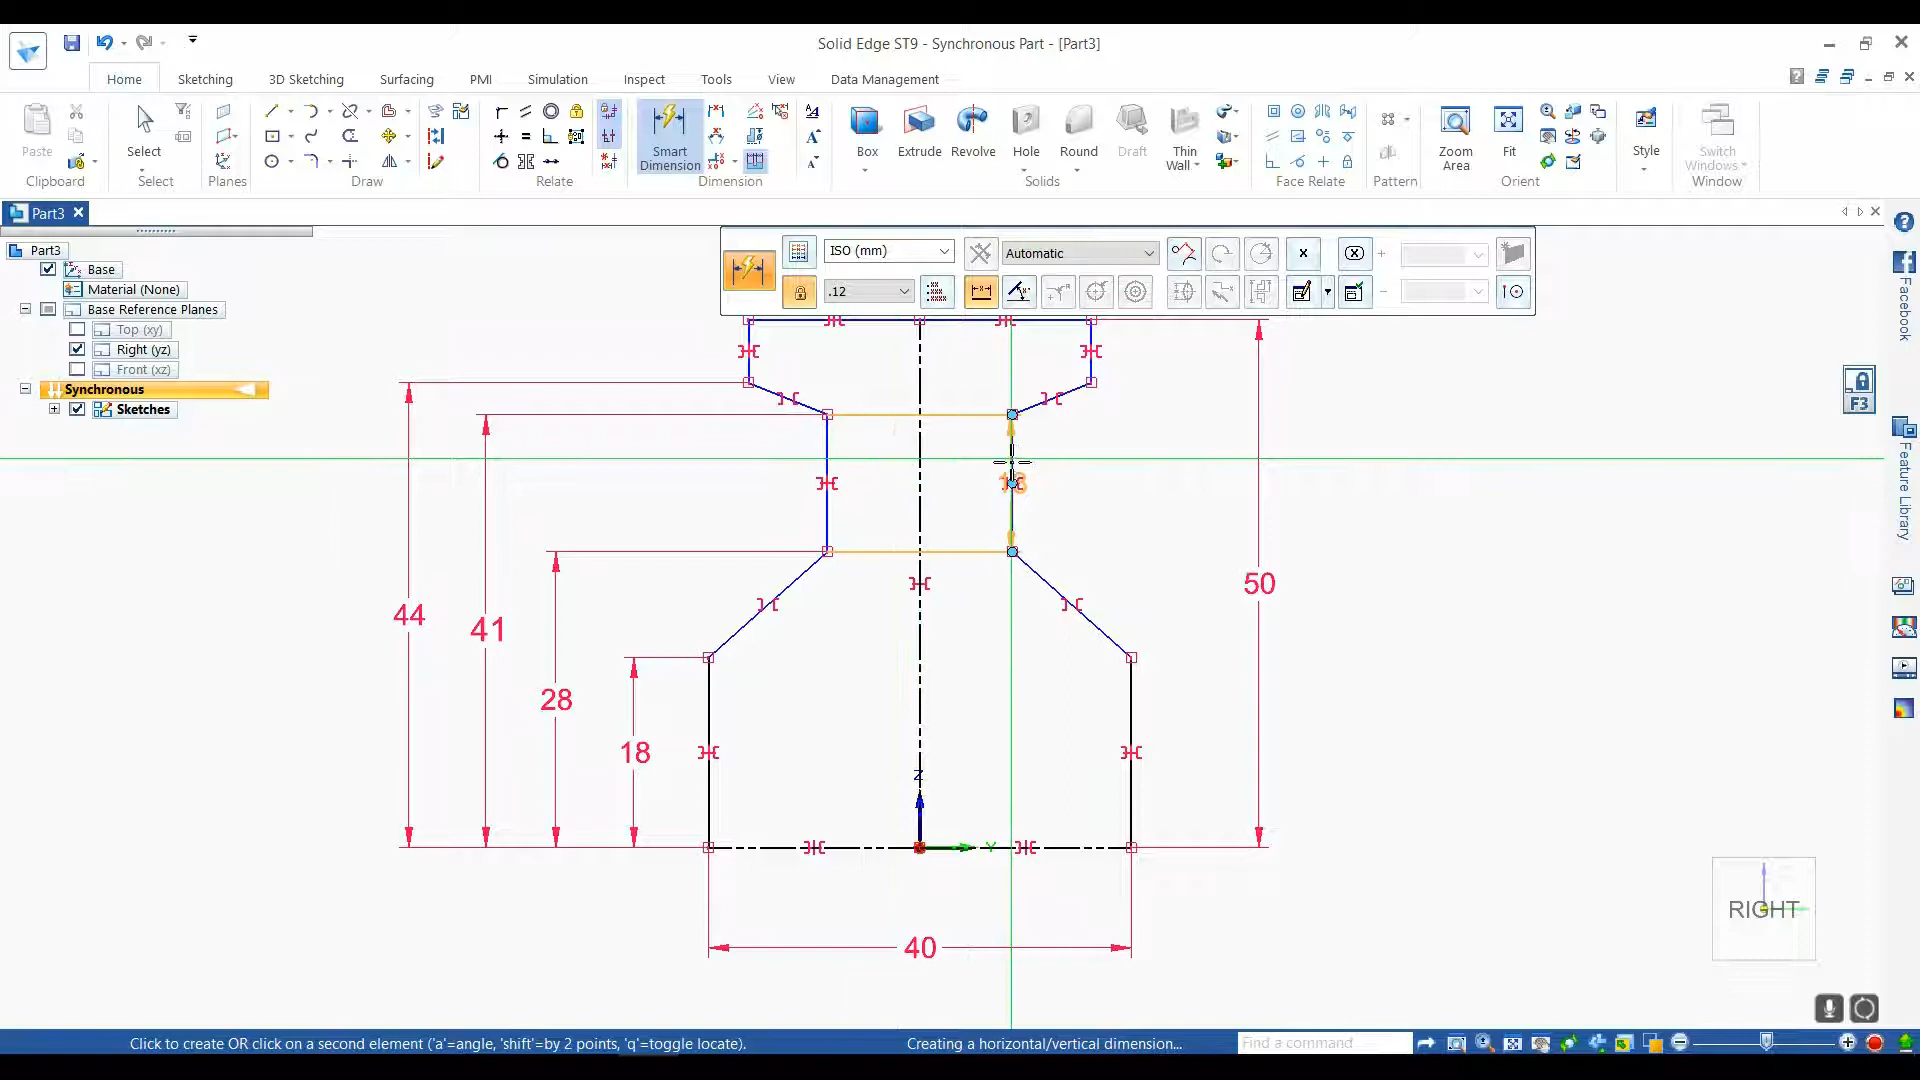 Solid Edge ST9 - Synchronous Part - [Part3]
Home Sketching 3D Sketching Surfacing PMI Simulation Inspect Tools View Data Management
Paste
Clipboard
Select
Select
Planes
Draw
Relate
Smart Dimension
Dimension
Box
Extrude
Revolve
Hole
Round
Draft
Thin Wall
Solids
Face Relate
Pattern
Zoom Area
Fit
Orient
Style
Switch Windows
Window
Part3
Part3
Base
Material (None)
Base Reference Planes
Top (xy)
Right (yz)
Front (xz)
Synchronous
Sketches
ISO (mm)
Automatic
.12
F3
Facebook
Feature Library
44
41
28
18
50
40
Z
Y
RIGHT
Click to create OR click on a second element ('a'=angle, 'shift'=by 2 points, 'q'=toggle locate).
Creating a horizontal/vertical dimension...
Find a command